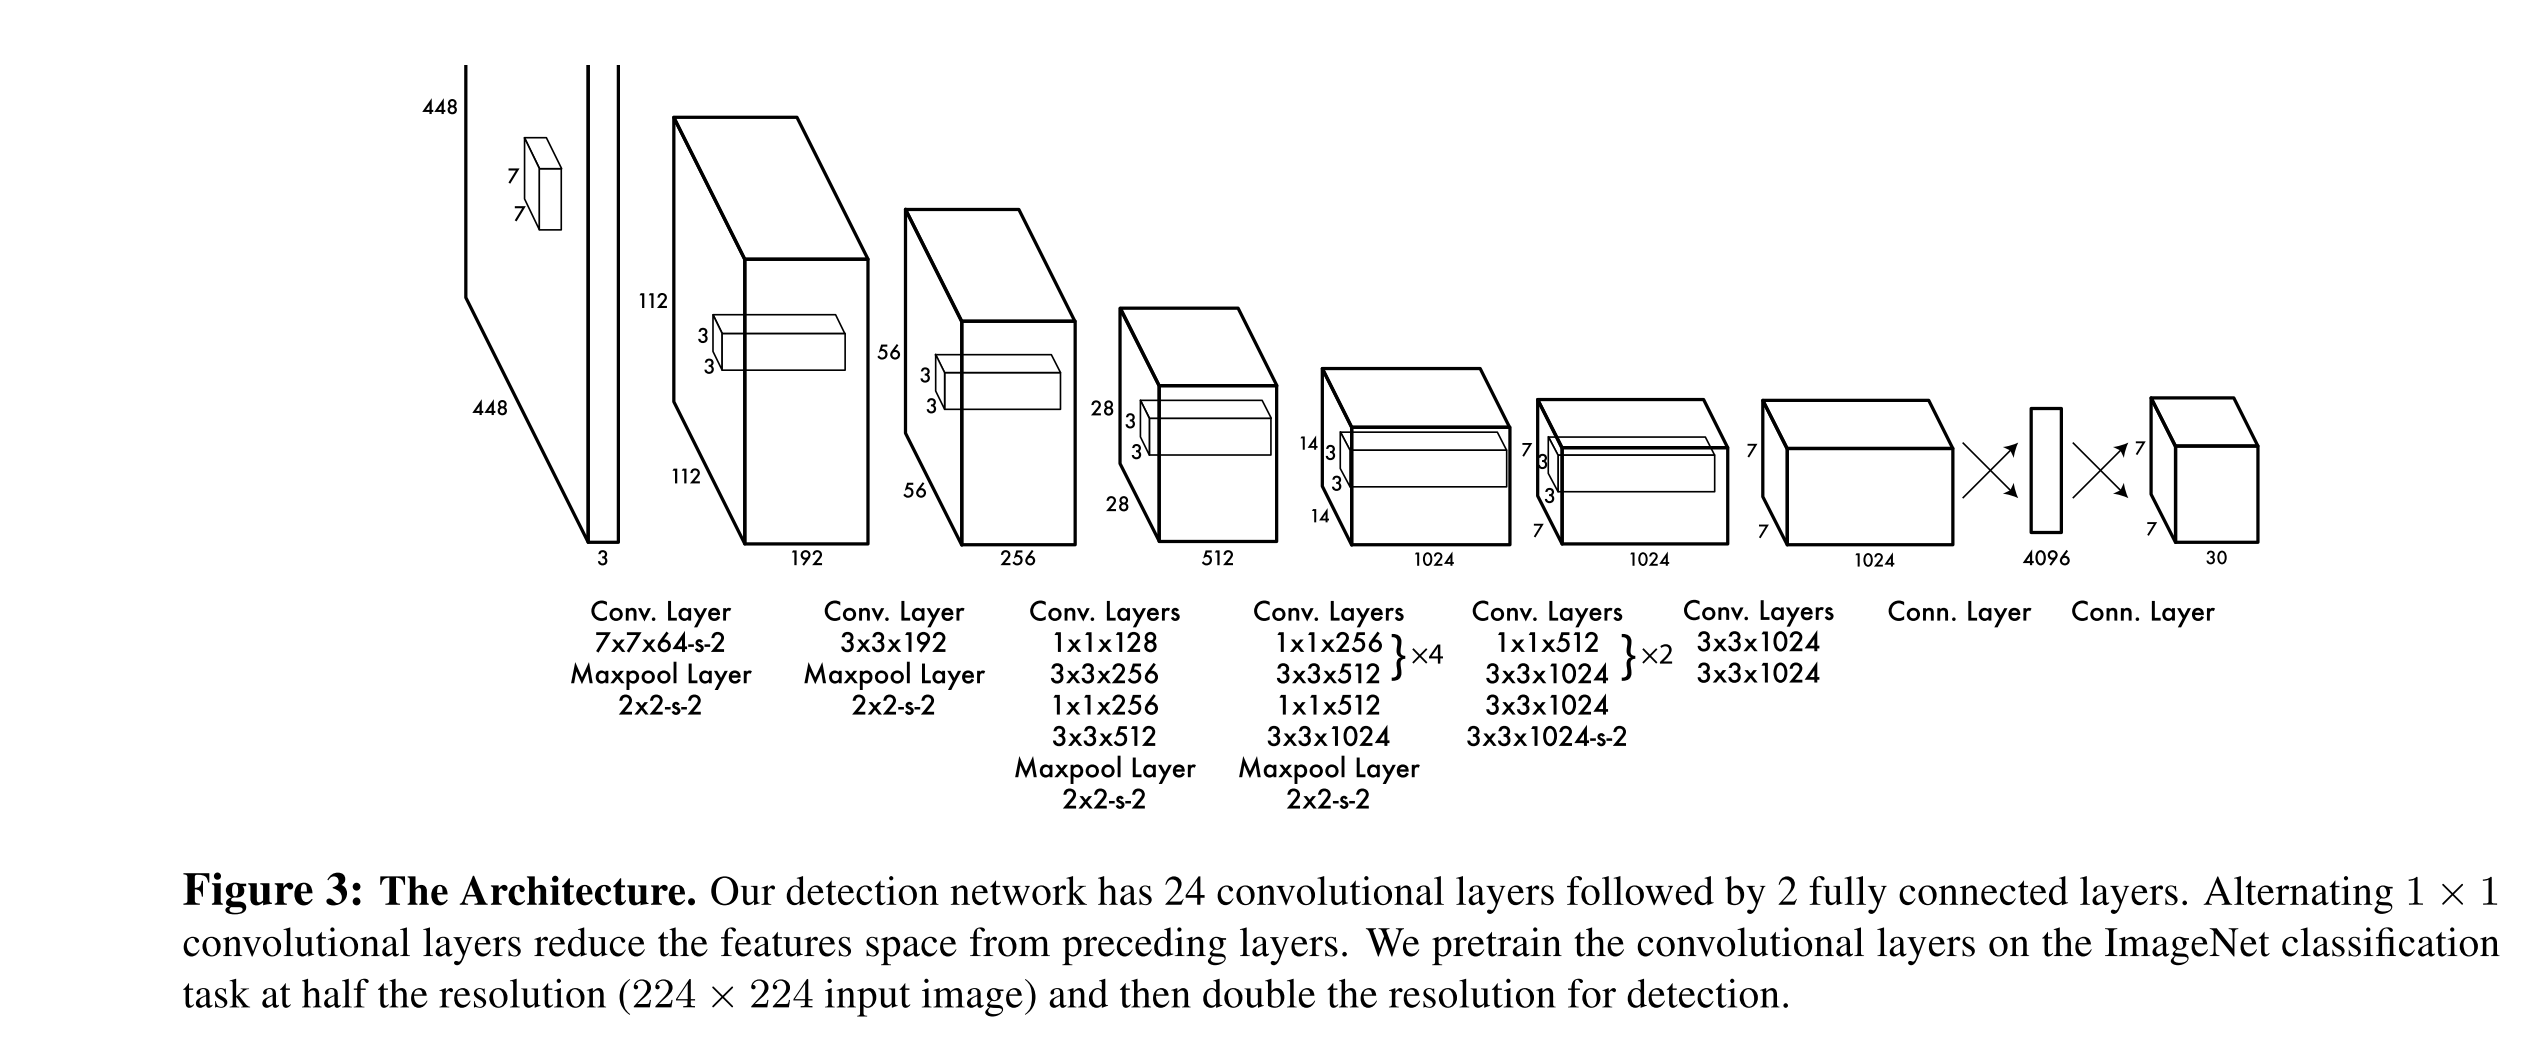 448
7
7
448
3
112
3
3
112
192
56
3
3
56
256
28
3
3
28
512
14
3
3
14
1024
7
3
3
7
1024
7
7
1024
4096
7
7
30
Conv. Layer
7x7x64-s-2
Maxpool Layer
2x2-s-2
Conv. Layer
3x3x192
Maxpool Layer
2x2-s-2
Conv. Layers
1x1x128
3x3x256
1x1x256
3x3x512
Maxpool Layer
2x2-s-2
Conv. Layers
1x1x256
3x3x512 } ×4
1x1x512
3x3x1024
Maxpool Layer
2x2-s-2
Conv. Layers
1x1x512
3x3x1024 } ×2
3x3x1024
3x3x1024-s-2
Conv. Layers
3x3x1024
3x3x1024
Conn. Layer
Conn. Layer
Figure 3: The Architecture. Our detection network has 24 convolutional layers followed by 2 fully connected layers. Alternating 1 × 1
convolutional layers reduce the features space from preceding layers. We pretrain the convolutional layers on the ImageNet classification
task at half the resolution (224 × 224 input image) and then double the resolution for detection.